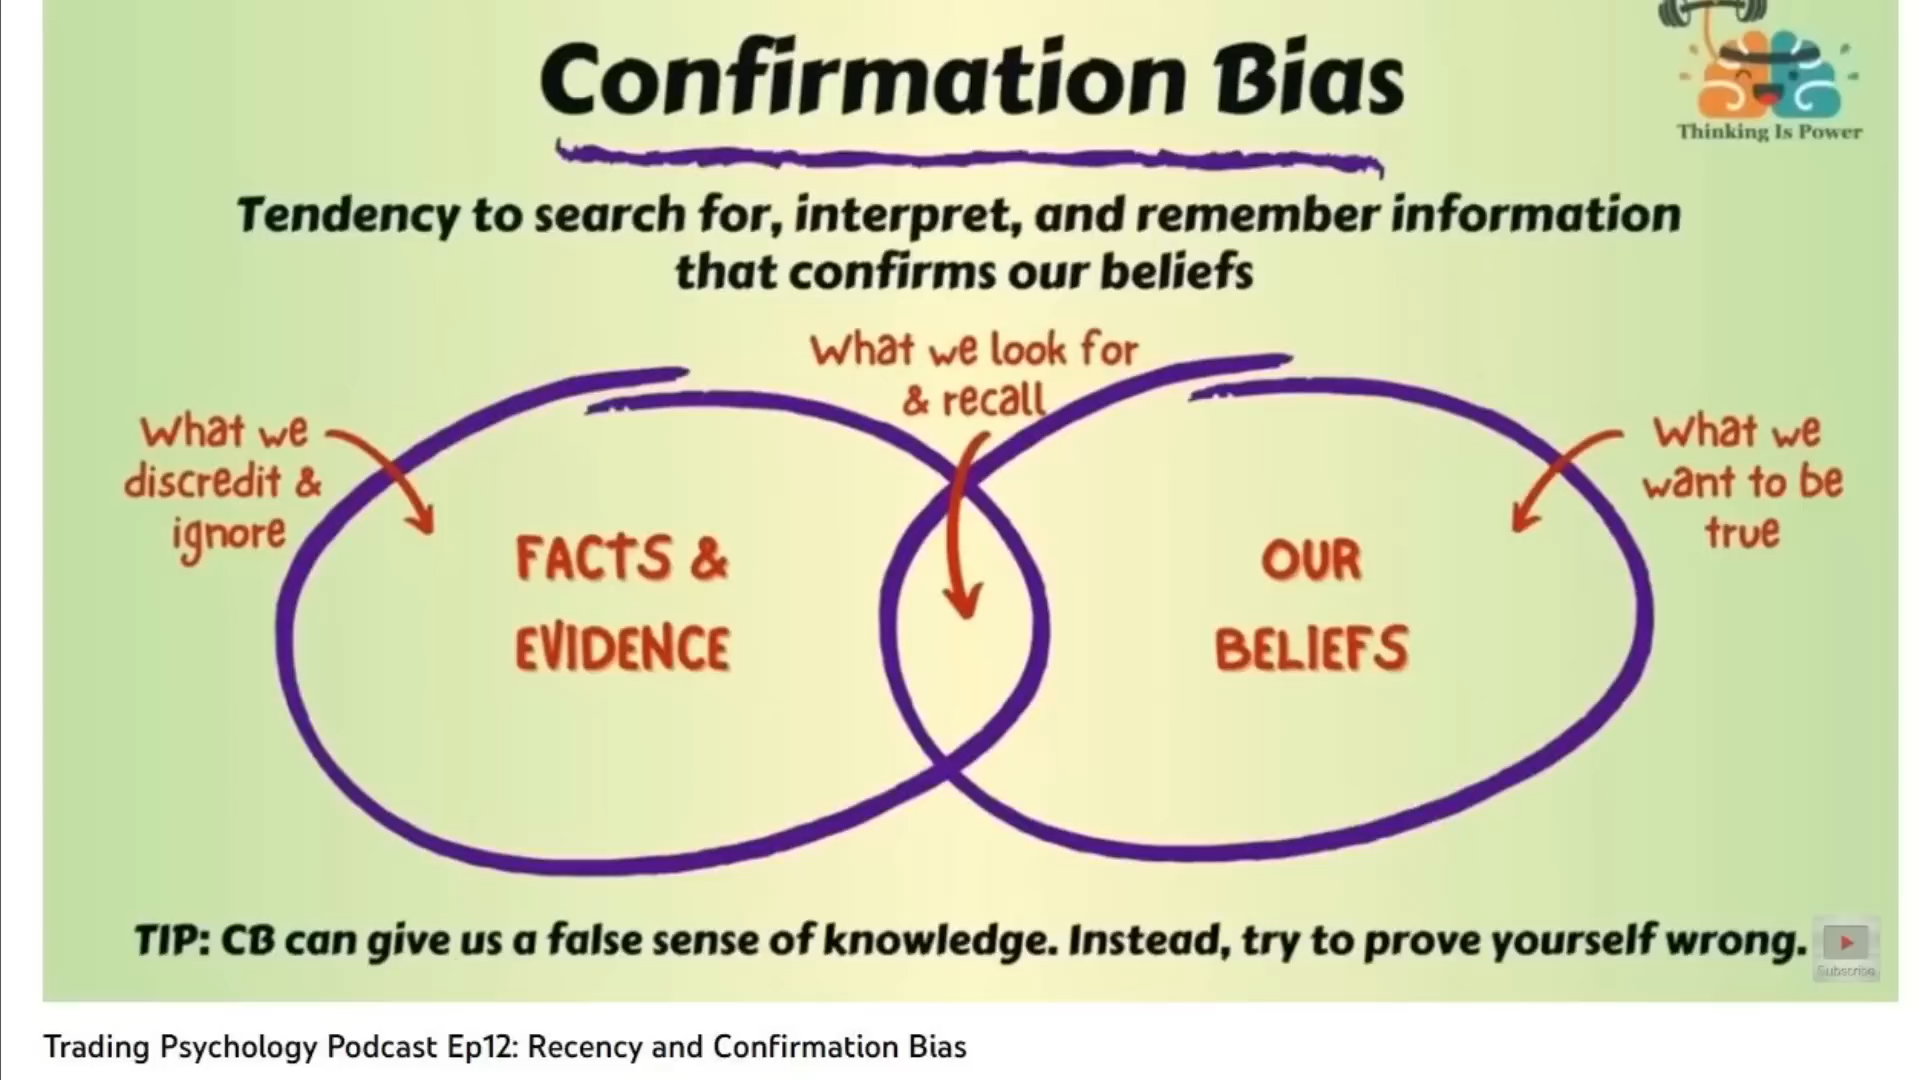 Confirmation Bias
Thinking Is Power
Tendency to search for, interpret, and remember information
that confirms our beliefs
What we look for
& recall
What we
discredit &
ignore
What we
want to be
true
FACTS &
EVIDENCE
OUR
BELIEFS
TIP: CB can give us a false sense of knowledge. Instead, try to prove yourself wrong.
Subscribe
Trading Psychology Podcast Ep12: Recency and Confirmation Bias